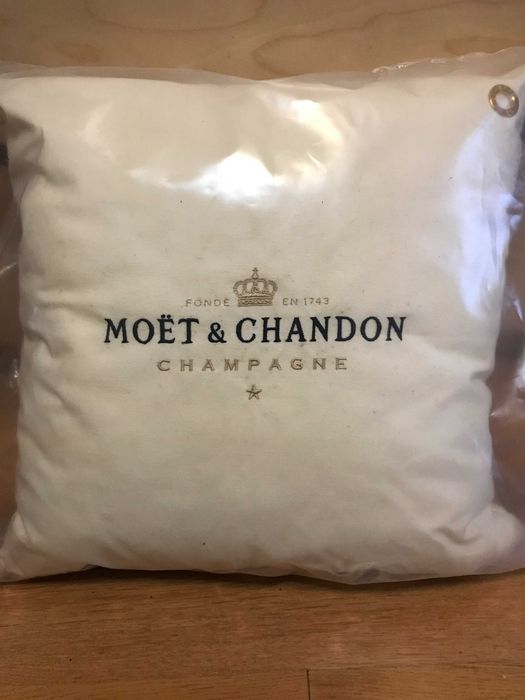 FONDÉ EN 1743
MOËT & CHANDON
CHAMPAGNE